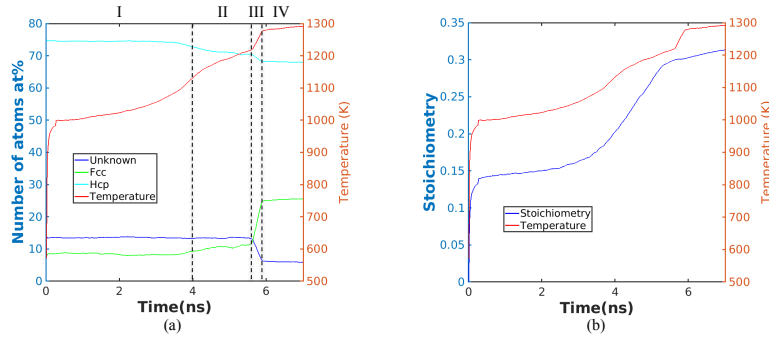 I II III IV
80
70
60
50
40
30
20
10
0
Number of atoms at%
1300
1200
1100
1000
900
800
700
600
500
Temperature (K)
Unknown
Fcc
Hcp
Temperature
0 2 4 6
Time(ns)
(a)
0.35
0.3
0.25
0.2
0.15
0.1
0.05
0
Stoichiometry
1300
1200
1100
1000
900
800
700
600
500
Temperature (K)
Stoichiometry
Temperature
0 2 4 6
Time(ns)
(b)